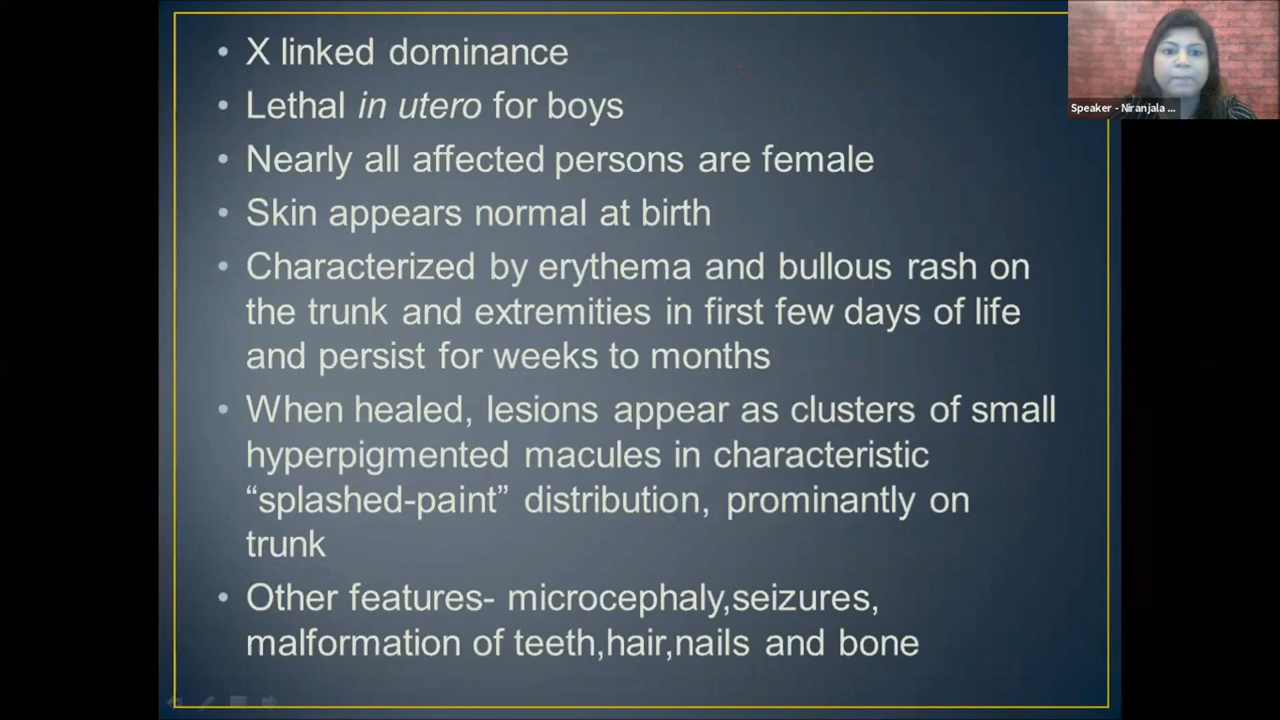 • X linked dominance
• Lethal in utero for boys
• Nearly all affected persons are female
• Skin appears normal at birth
• Characterized by erythema and bullous rash on
the trunk and extremities in first few days of life
and persist for weeks to months
• When healed, lesions appear as clusters of small
hyperpigmented macules in characteristic
“splashed-paint” distribution, prominantly on
trunk
• Other features- microcephaly,seizures,
malformation of teeth,hair,nails and bone
Speaker - Niranjala ...